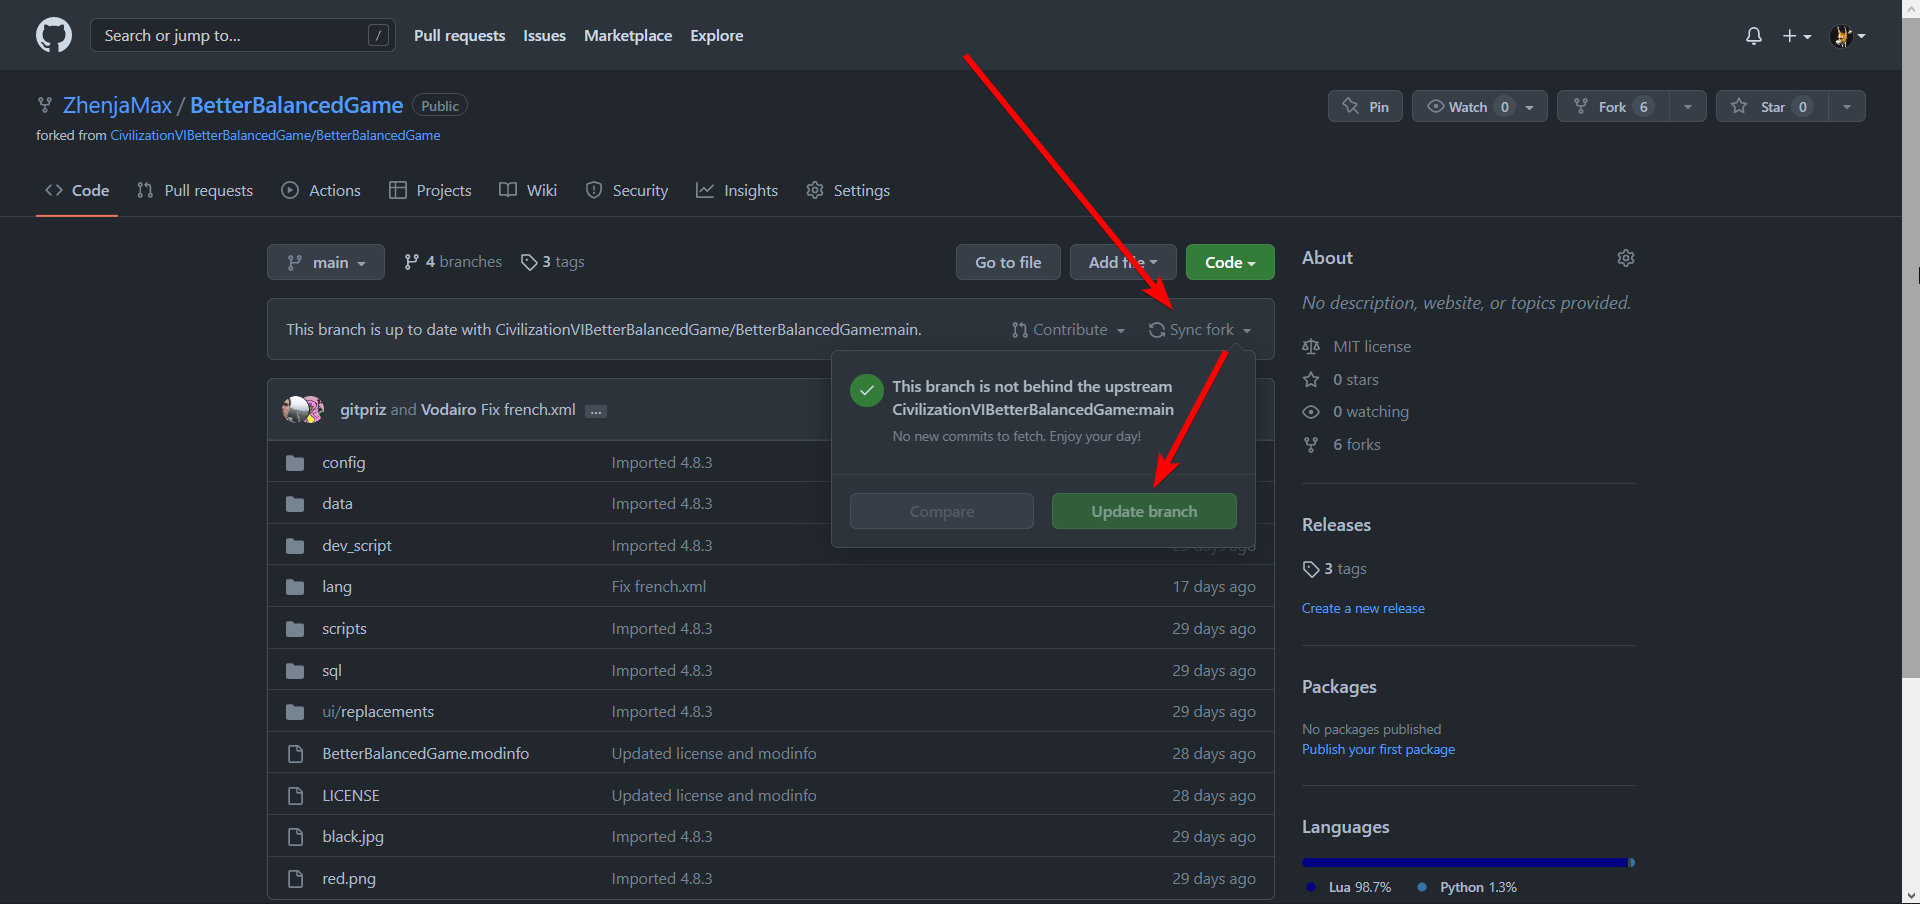 Search or jump to... /
Pull requests Issues Marketplace Explore
ZhenjaMax / BetterBalancedGame Public
forked from CivilizationVIBetterBalancedGame/BetterBalancedGame
Pin Watch 0 Fork 6 Star 0
Code Pull requests Actions Projects Wiki Security Insights Settings
main 4 branches 3 tags Go to file Add file Code
This branch is up to date with CivilizationVIBetterBalancedGame/BetterBalancedGame:main. Contribute Sync fork
This branch is not behind the upstream
CivilizationVIBetterBalancedGame:main
No new commits to fetch. Enjoy your day!
Compare Update branch
gitpriz and Vodairo Fix french.xml ...
config Imported 4.8.3
data Imported 4.8.3
dev_script Imported 4.8.3 29 days ago
lang Fix french.xml 17 days ago
scripts Imported 4.8.3 29 days ago
sql Imported 4.8.3 29 days ago
ui/replacements Imported 4.8.3 29 days ago
BetterBalancedGame.modinfo Updated license and modinfo 28 days ago
LICENSE Updated license and modinfo 28 days ago
black.jpg Imported 4.8.3 29 days ago
red.png Imported 4.8.3 29 days ago
About
No description, website, or topics provided.
MIT license
0 stars
0 watching
6 forks
Releases
3 tags
Create a new release
Packages
No packages published
Publish your first package
Languages
Lua 98.7% Python 1.3%